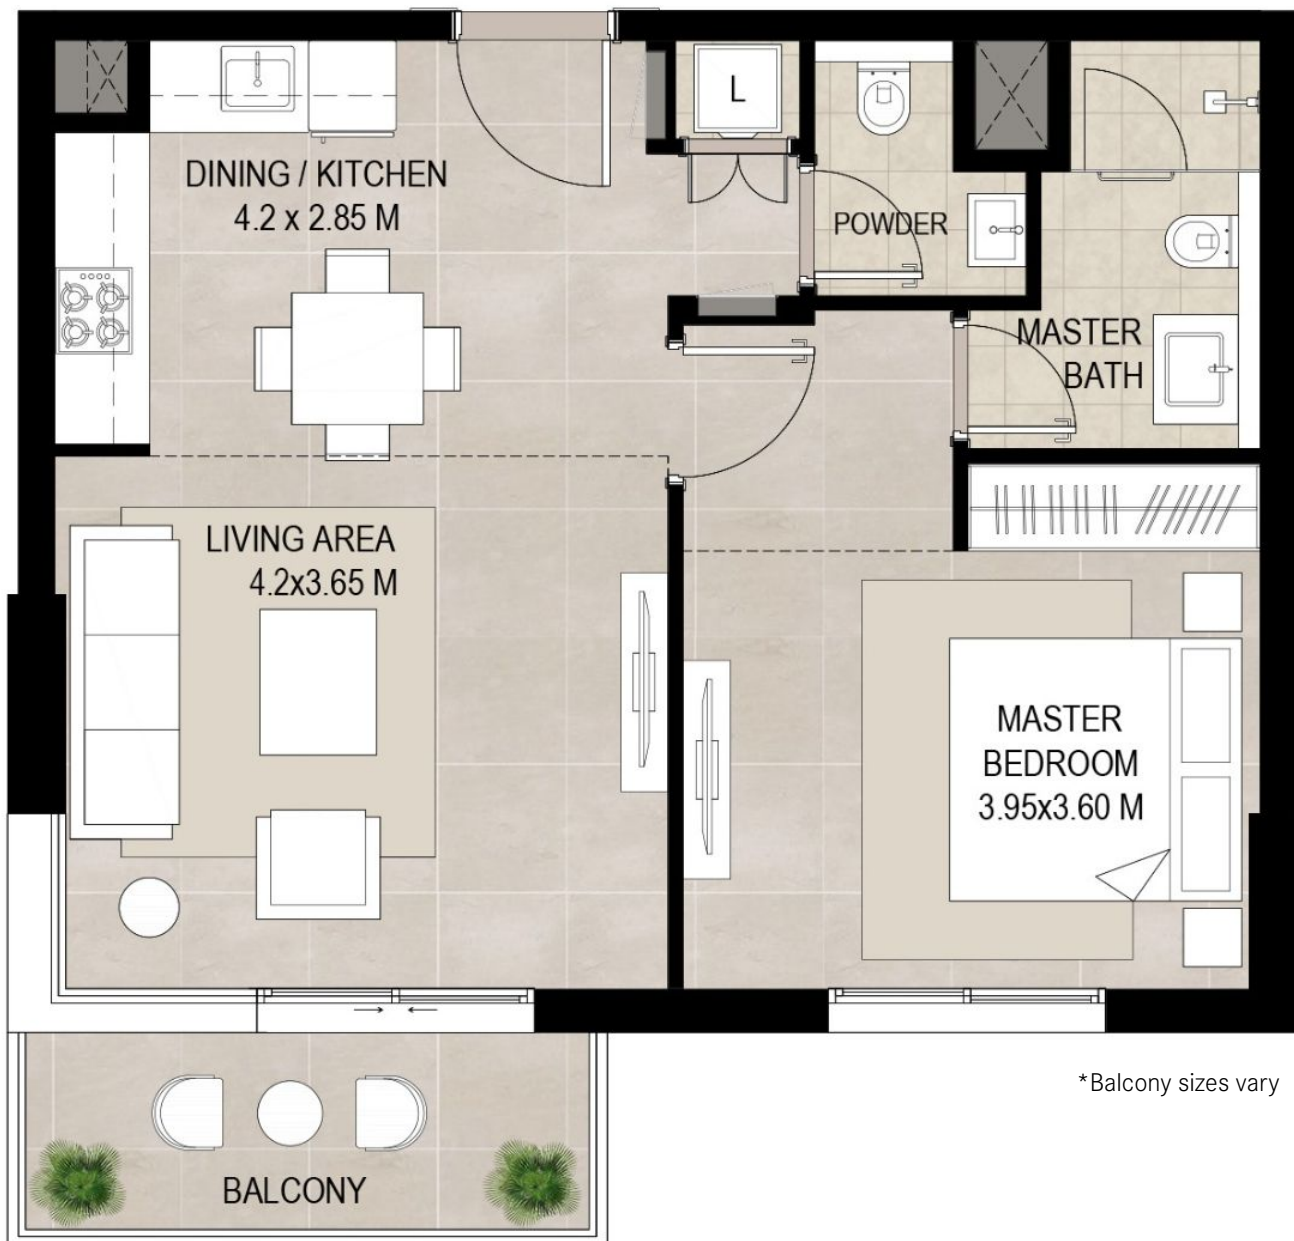 L
DINING / KITCHEN
4.2 x 2.85 M
POWDER
MASTER
BATH
LIVING AREA
4.2x3.65 M
MASTER
BEDROOM
3.95x3.60 M
*Balcony sizes vary
BALCONY